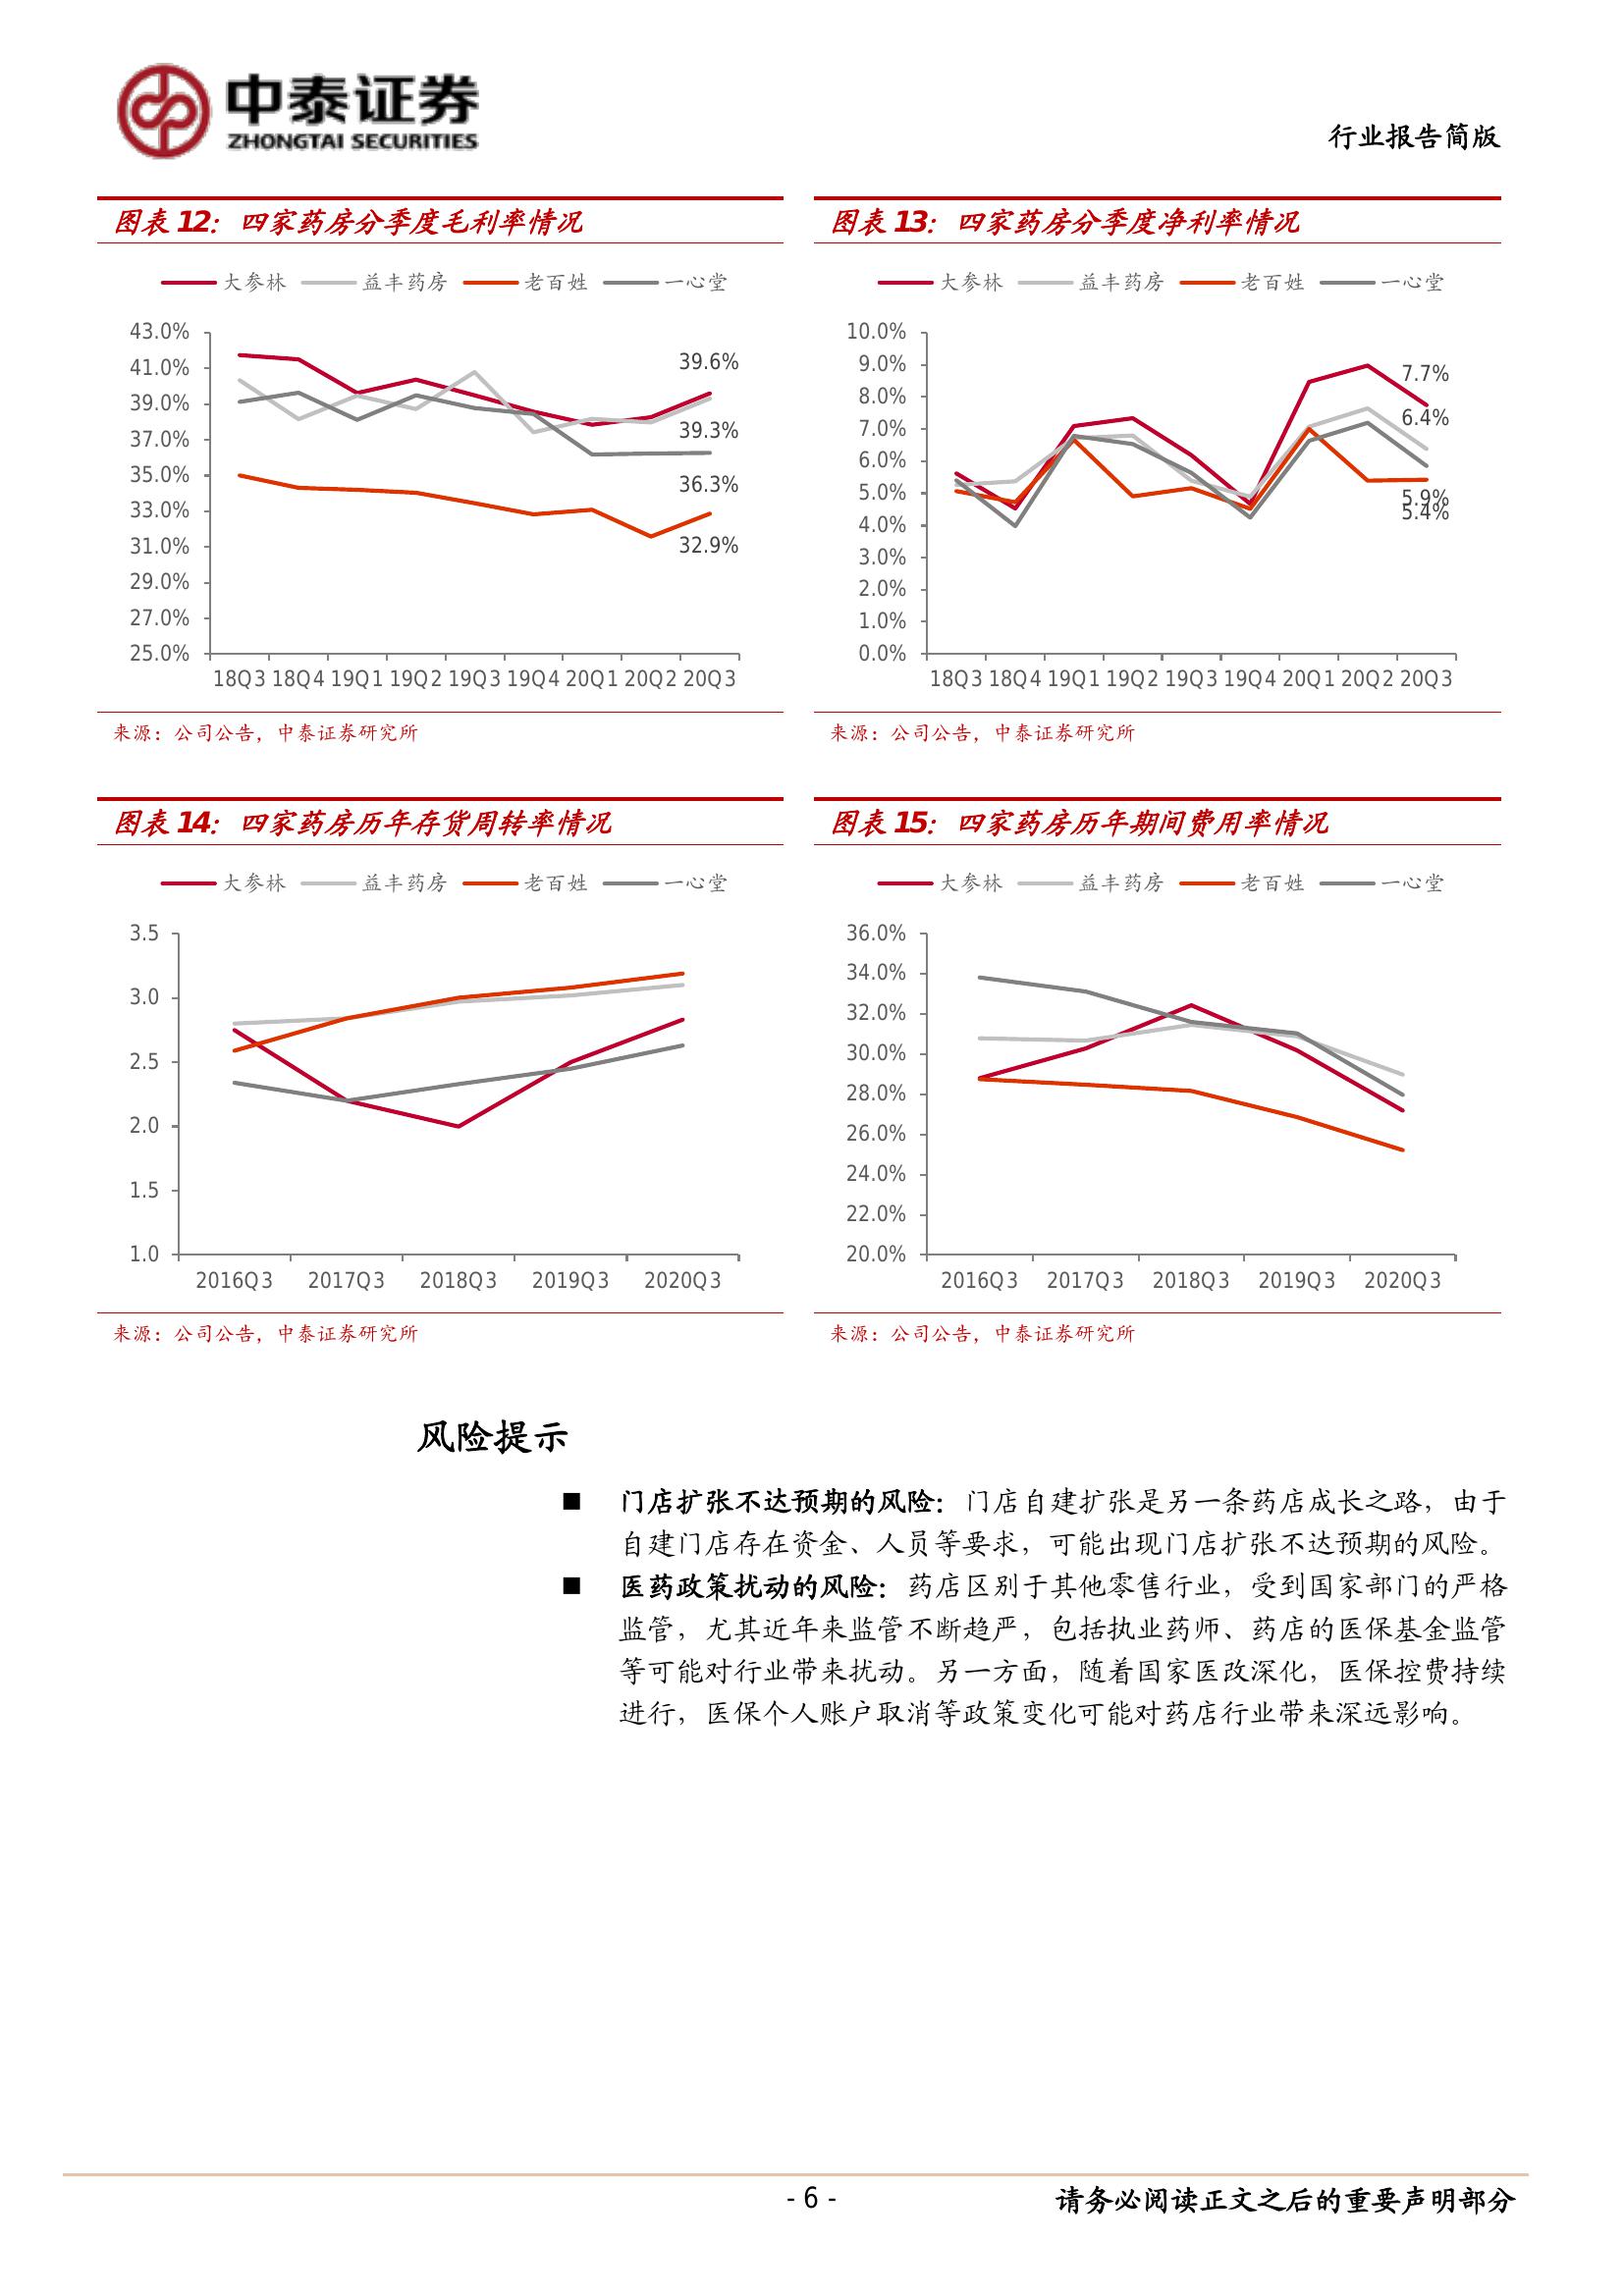 中泰证券
ZHONGTAI SECURITIES
行业报告简版
图表 12：四家药房分季度毛利率情况
大参林 益丰药房 老百姓 一心堂
43.0%
41.0%
39.0%
37.0%
35.0%
33.0%
31.0%
29.0%
27.0%
25.0%
39.6%
39.3%
36.3%
32.9%
18Q3 18Q4 19Q1 19Q2 19Q3 19Q4 20Q1 20Q2 20Q3
来源：公司公告，中泰证券研究所
图表 13：四家药房分季度净利率情况
大参林 益丰药房 老百姓 一心堂
10.0%
9.0%
8.0%
7.0%
6.0%
5.0%
4.0%
3.0%
2.0%
1.0%
0.0%
7.7%
6.4%
5.9%
5.4%
18Q3 18Q4 19Q1 19Q2 19Q3 19Q4 20Q1 20Q2 20Q3
来源：公司公告，中泰证券研究所
图表 14：四家药房历年存货周转率情况
大参林 益丰药房 老百姓 一心堂
3.5
3.0
2.5
2.0
1.5
1.0
2016Q3 2017Q3 2018Q3 2019Q3 2020Q3
来源：公司公告，中泰证券研究所
图表 15：四家药房历年期间费用率情况
大参林 益丰药房 老百姓 一心堂
36.0%
34.0%
32.0%
30.0%
28.0%
26.0%
24.0%
22.0%
20.0%
2016Q3 2017Q3 2018Q3 2019Q3 2020Q3
来源：公司公告，中泰证券研究所
风险提示
■ 门店扩张不达预期的风险：门店自建扩张是另一条药店成长之路，由于
自建门店存在资金、人员等要求，可能出现门店扩张不达预期的风险。
■ 医药政策扰动的风险：药店区别于其他零售行业，受到国家部门的严格
监管，尤其近年来监管不断趋严，包括执业药师、药店的医保基金监管
等可能对行业带来扰动。另一方面，随着国家医改深化，医保控费持续
进行，医保个人账户取消等政策变化可能对药店行业带来深远影响。
- 6 -
请务必阅读正文之后的重要声明部分